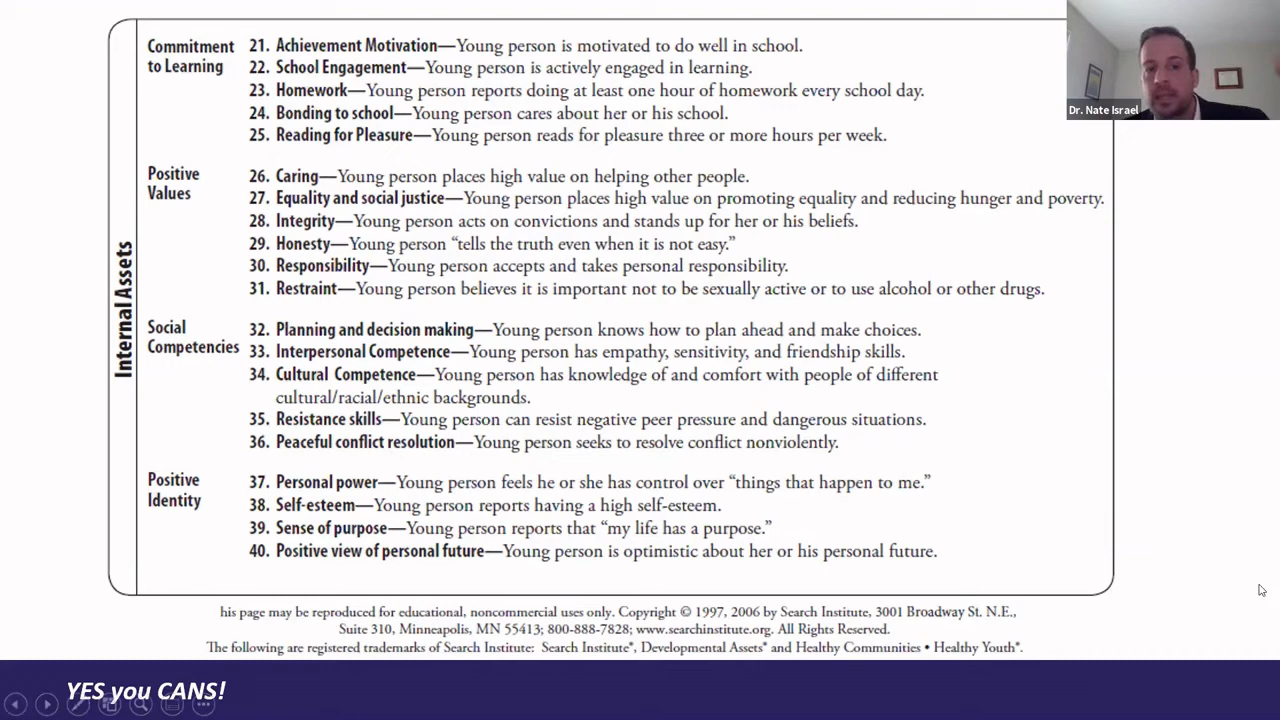 Commitment to Learning
21. Achievement Motivation—Young person is motivated to do well in school.
22. School Engagement—Young person is actively engaged in learning.
23. Homework—Young person reports doing at least one hour of homework every school day.
24. Bonding to school—Young person cares about her or his school.
25. Reading for Pleasure—Young person reads for pleasure three or more hours per week.
Dr. Nate Israel
Internal Assets
Positive Values
26. Caring—Young person places high value on helping other people.
27. Equality and social justice—Young person places high value on promoting equality and reducing hunger and poverty.
28. Integrity—Young person acts on convictions and stands up for her or his beliefs.
29. Honesty—Young person “tells the truth even when it is not easy.”
30. Responsibility—Young person accepts and takes personal responsibility.
31. Restraint—Young person believes it is important not to be sexually active or to use alcohol or other drugs.
Social Competencies
32. Planning and decision making—Young person knows how to plan ahead and make choices.
33. Interpersonal Competence—Young person has empathy, sensitivity, and friendship skills.
34. Cultural Competence—Young person has knowledge of and comfort with people of different
cultural/racial/ethnic backgrounds.
35. Resistance skills—Young person can resist negative peer pressure and dangerous situations.
36. Peaceful conflict resolution—Young person seeks to resolve conflict nonviolently.
Positive Identity
37. Personal power—Young person feels he or she has control over “things that happen to me.”
38. Self-esteem—Young person reports having a high self-esteem.
39. Sense of purpose—Young person reports that “my life has a purpose.”
40. Positive view of personal future—Young person is optimistic about her or his personal future.
his page may be reproduced for educational, noncommercial uses only. Copyright © 1997, 2006 by Search Institute, 3001 Broadway St. N.E.,
Suite 310, Minneapolis, MN 55413; 800-888-7828; www.searchinstitute.org. All Rights Reserved.
The following are registered trademarks of Search Institute: Search Institute®, Developmental Assets® and Healthy Communities • Healthy Youth®.
YES you CANS!